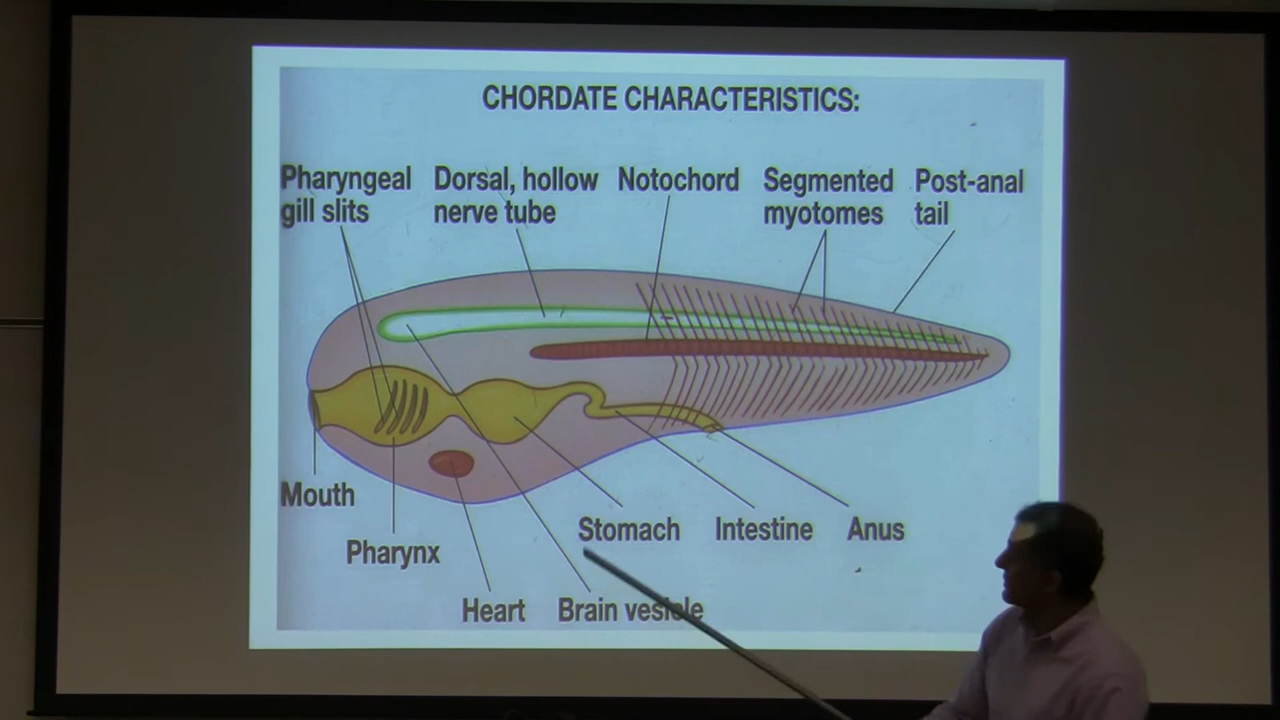 CHORDATE CHARACTERISTICS:
Pharyngeal
gill slits
Dorsal, hollow
nerve tube
Notochord
Segmented
myotomes
Post-anal
tail
Mouth
Pharynx
Heart
Brain vesicle
Stomach
Intestine
Anus